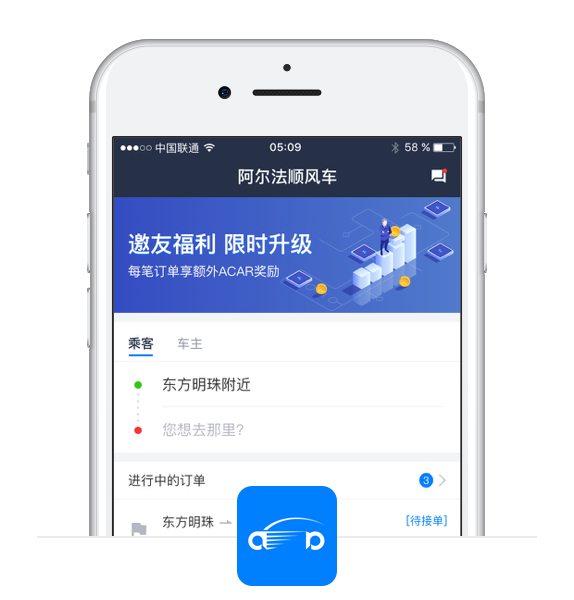 中国联通 05:09 58 %
阿尔法顺风车
邀友福利 限时升级
每笔订单享额外ACAR奖励
乘客 车主
东方明珠附近
您想去那里?
进行中的订单 3
东方明珠 [待接单]